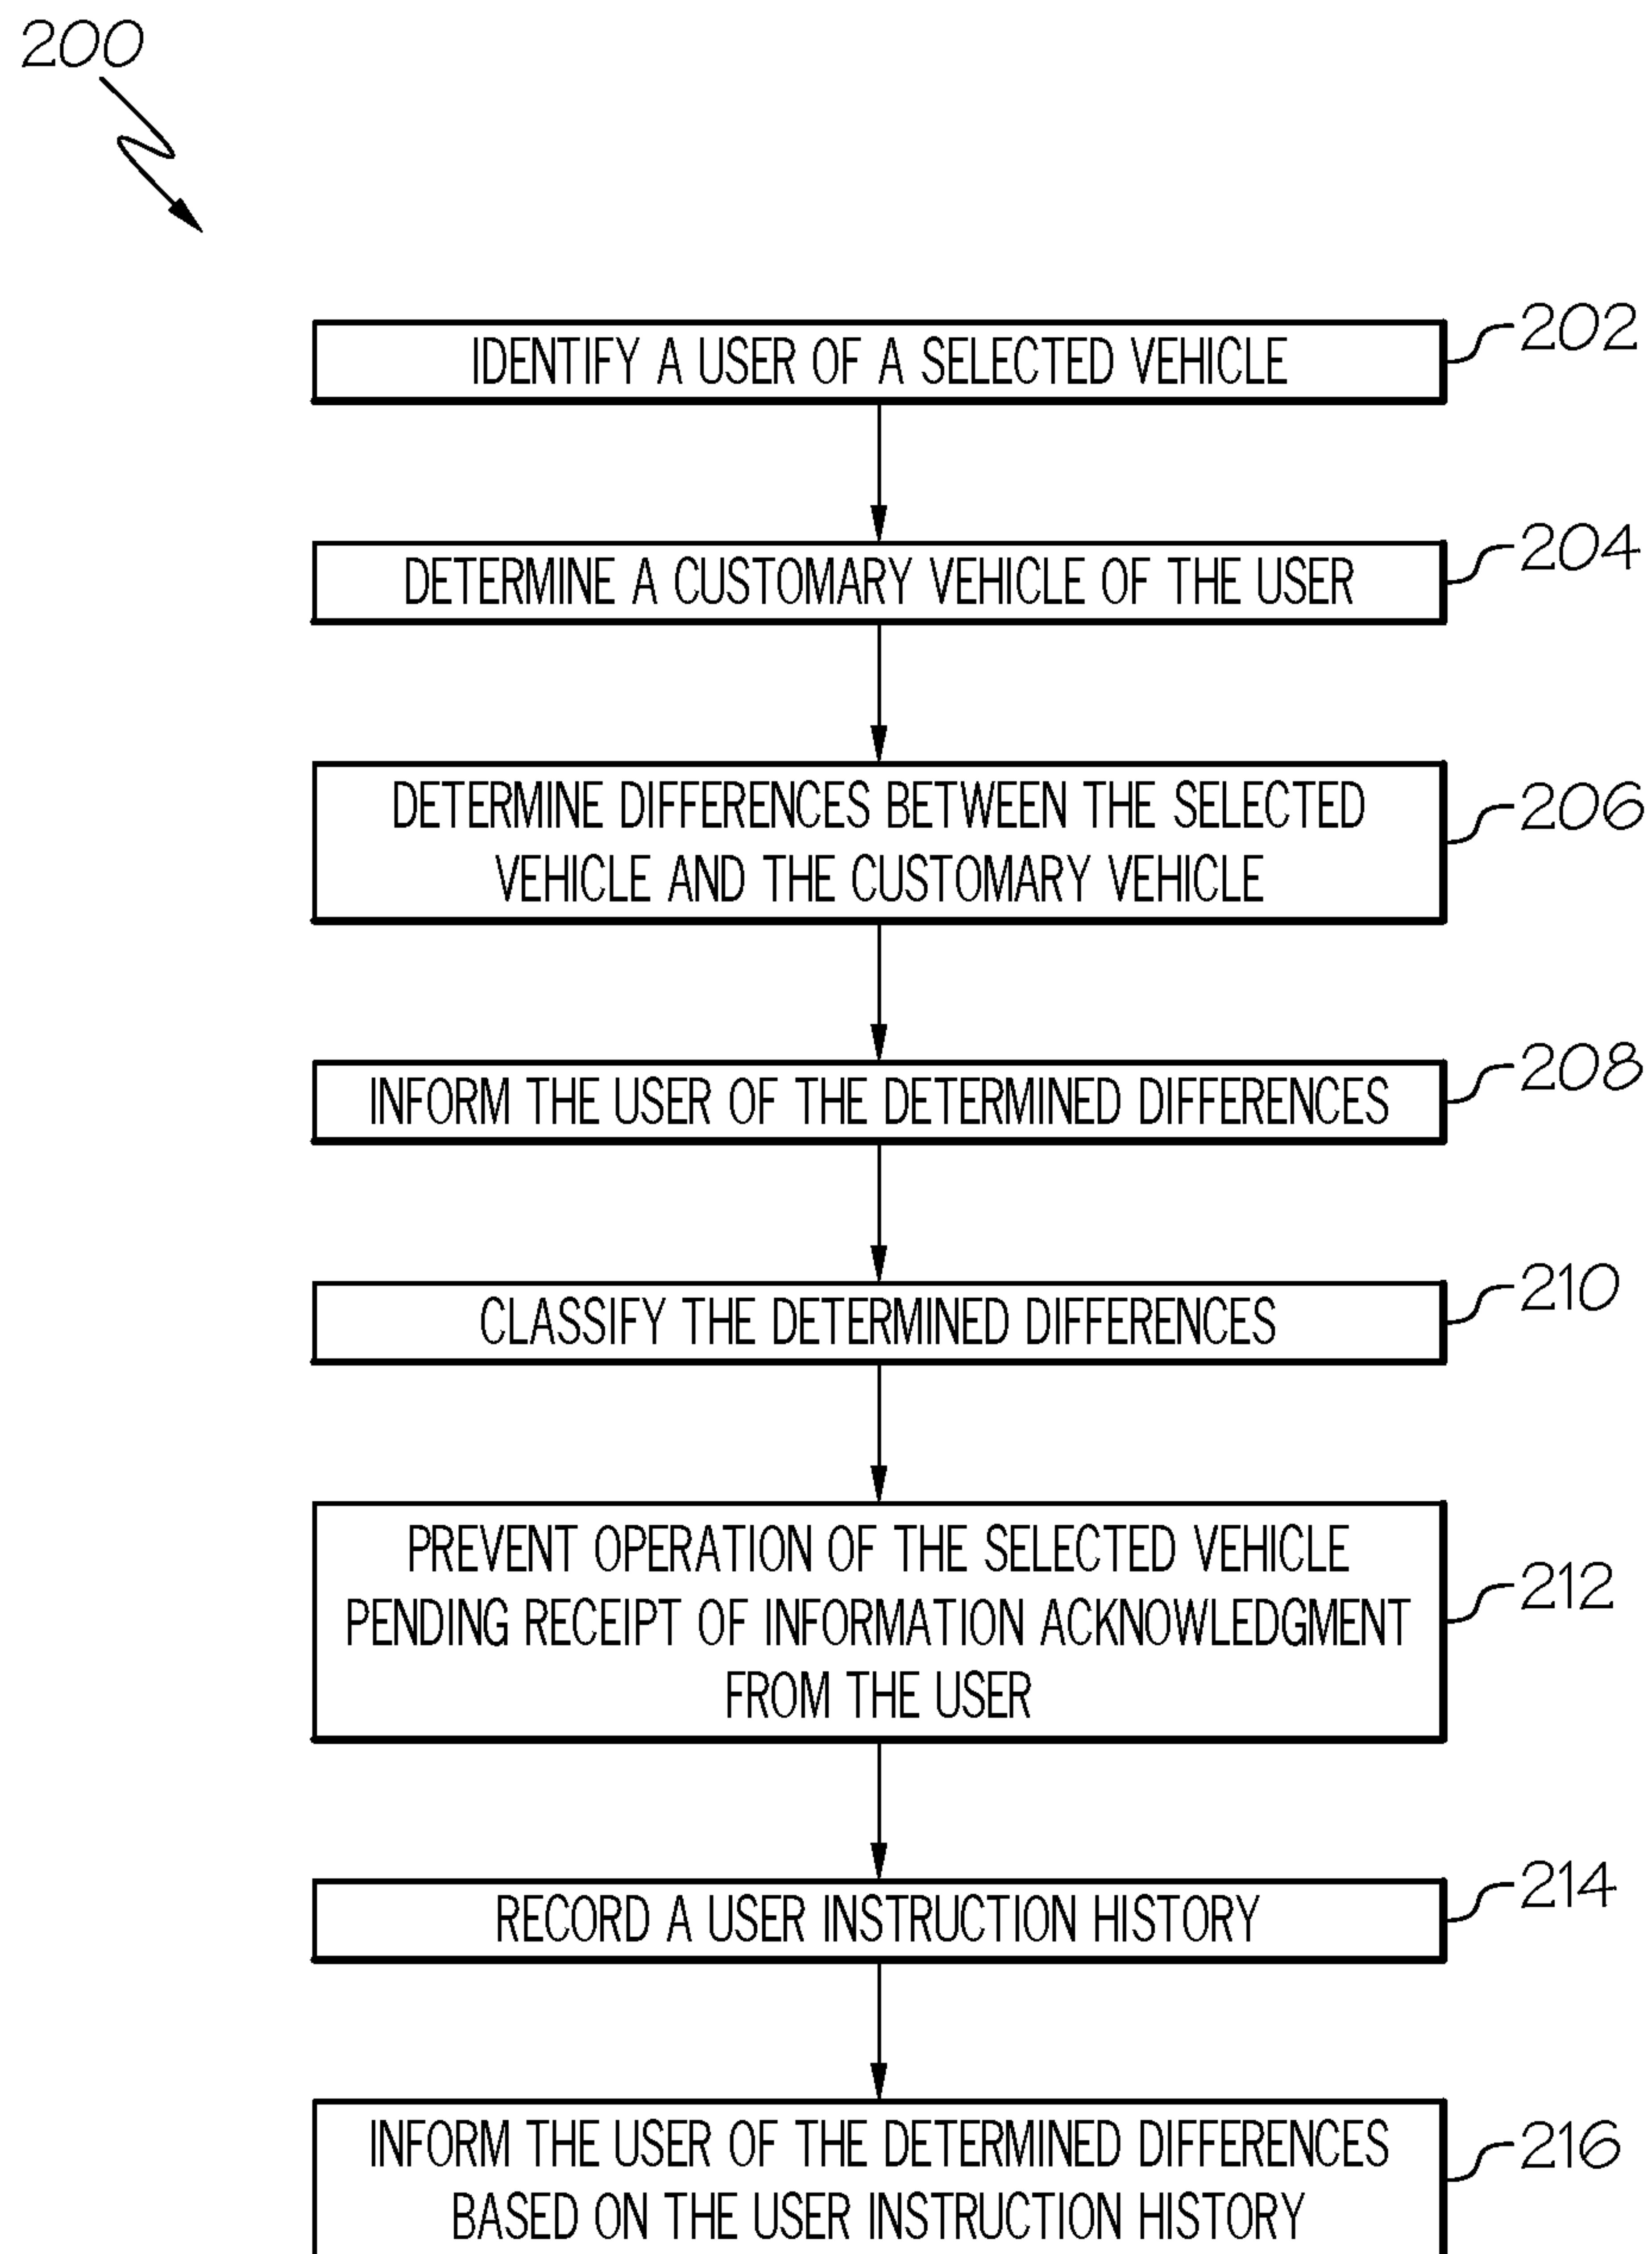 200
IDENTIFY A USER OF A SELECTED VEHICLE
202
DETERMINE A CUSTOMARY VEHICLE OF THE USER
204
DETERMINE DIFFERENCES BETWEEN THE SELECTED
VEHICLE AND THE CUSTOMARY VEHICLE
206
INFORM THE USER OF THE DETERMINED DIFFERENCES
208
CLASSIFY THE DETERMINED DIFFERENCES
210
PREVENT OPERATION OF THE SELECTED VEHICLE
PENDING RECEIPT OF INFORMATION ACKNOWLEDGMENT
FROM THE USER
212
RECORD A USER INSTRUCTION HISTORY
214
INFORM THE USER OF THE DETERMINED DIFFERENCES
BASED ON THE USER INSTRUCTION HISTORY
216